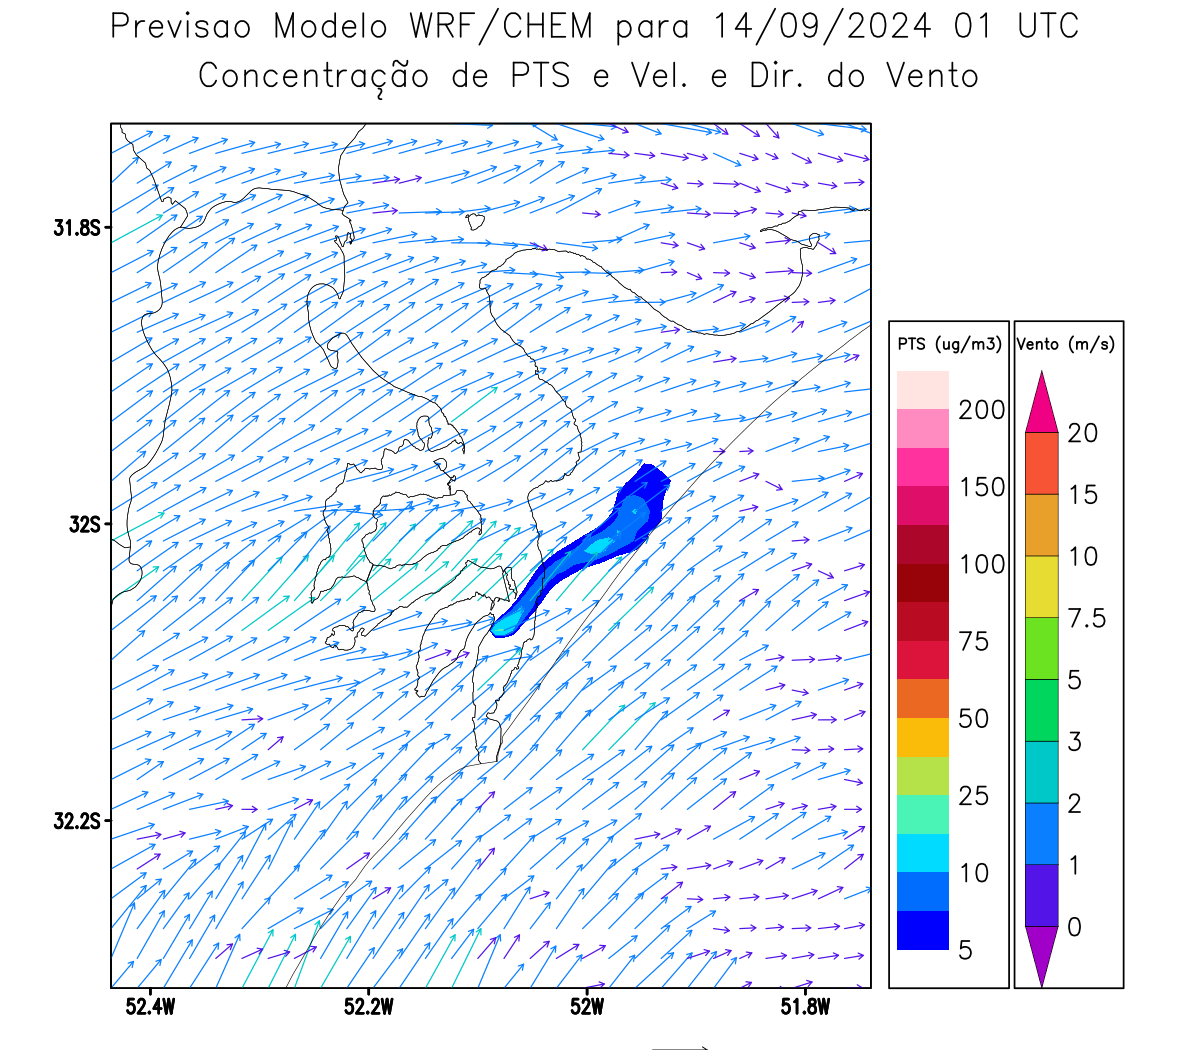 Previsao Modelo WRF/CHEM para 14/09/2024 01 UTC
Concentração de PTS e Vel. e Dir. do Vento
31.8S
32S
32.2S
52.4W
52.2W
52W
51.8W
PTS (ug/m3)
200
150
100
75
50
25
10
5
Vento (m/s)
20
15
10
7.5
5
3
2
1
0